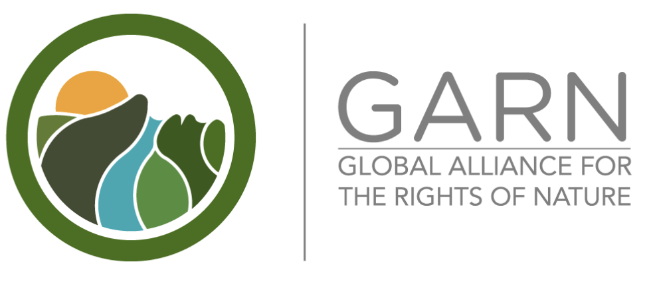 GARN
GLOBAL ALLIANCE FOR
THE RIGHTS OF NATURE